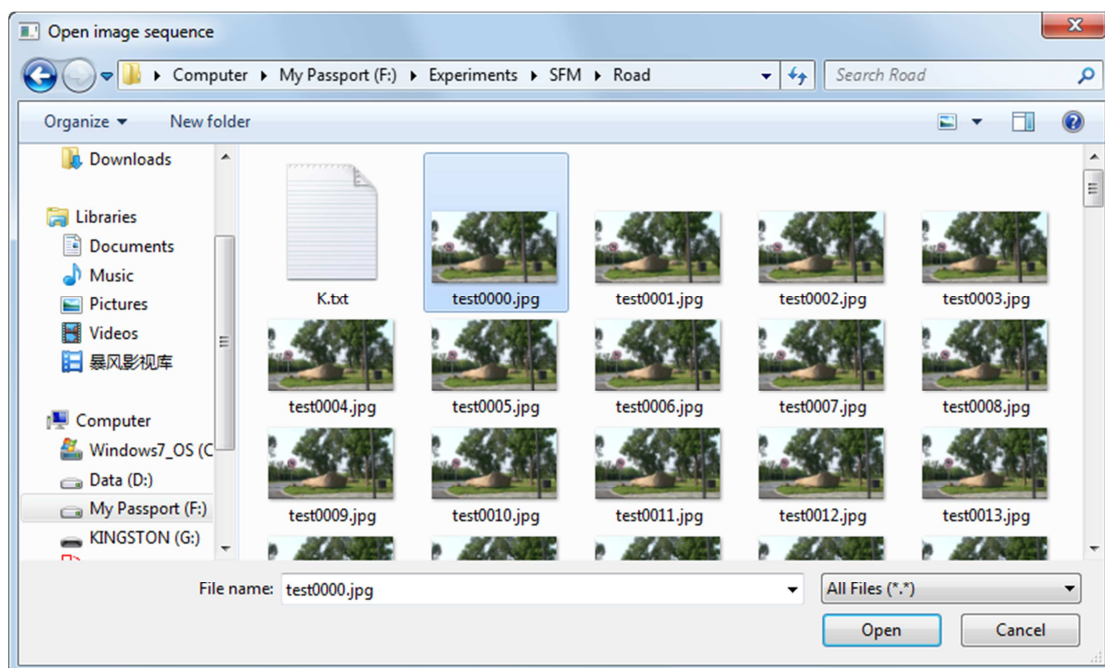 Open image sequence
Computer My Passport (F:) Experiments SFM Road
Search Road
Organize New folder
Downloads
Libraries
Documents
Music
Pictures
Videos
暴风影视库
Computer
Windows7_OS (C
Data (D:)
My Passport (F:)
KINGSTON (G:)
K.txt test0000.jpg test0001.jpg test0002.jpg test0003.jpg
test0004.jpg test0005.jpg test0006.jpg test0007.jpg test0008.jpg
test0009.jpg test0010.jpg test0011.jpg test0012.jpg test0013.jpg
File name: test0000.jpg All Files (*.*)
Open Cancel